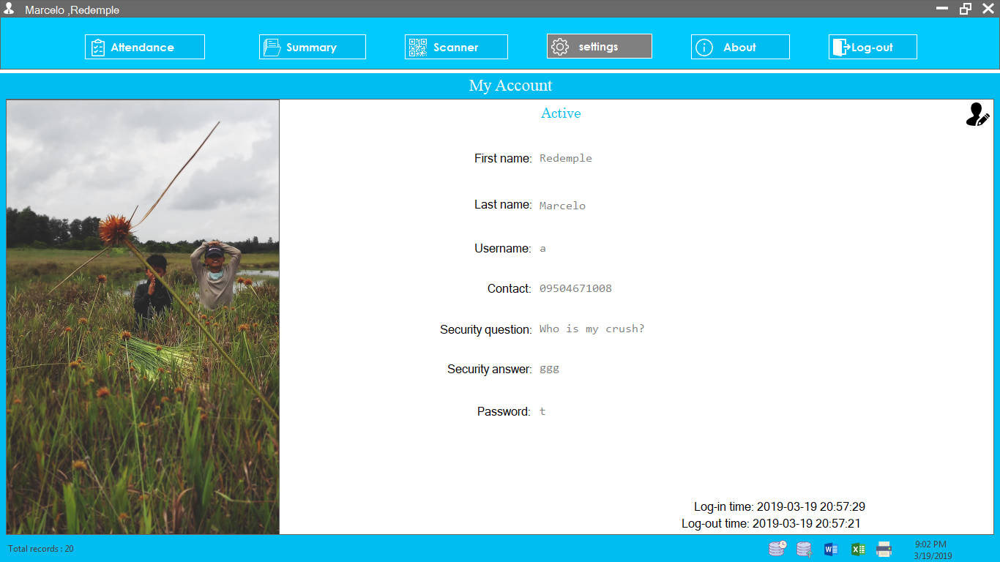 Marcelo ,Redemple
Attendance
Summary
Scanner
settings
About
Log-out
My Account
Active
First name: Redemple
Last name: Marcelo
Username: a
Contact: 09504671008
Security question: Who is my crush?
Security answer: ggg
Password: t
Log-in time: 2019-03-19 20:57:29
Log-out time: 2019-03-19 20:57:21
Total records : 20
9:02 PM
3/19/2019